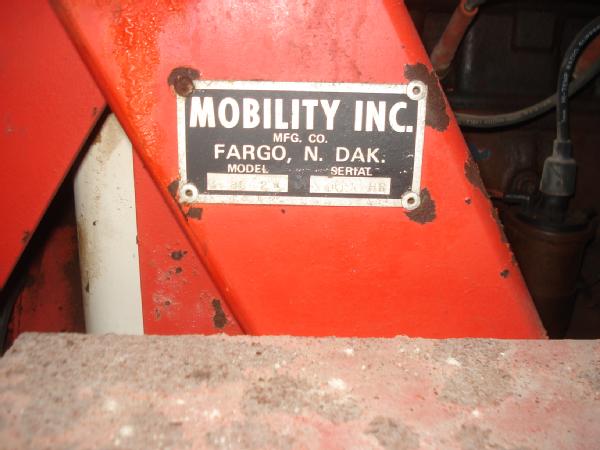 MOBILITY INC.
MFG. CO.
FARGO, N. DAK.
MODEL SERIAL